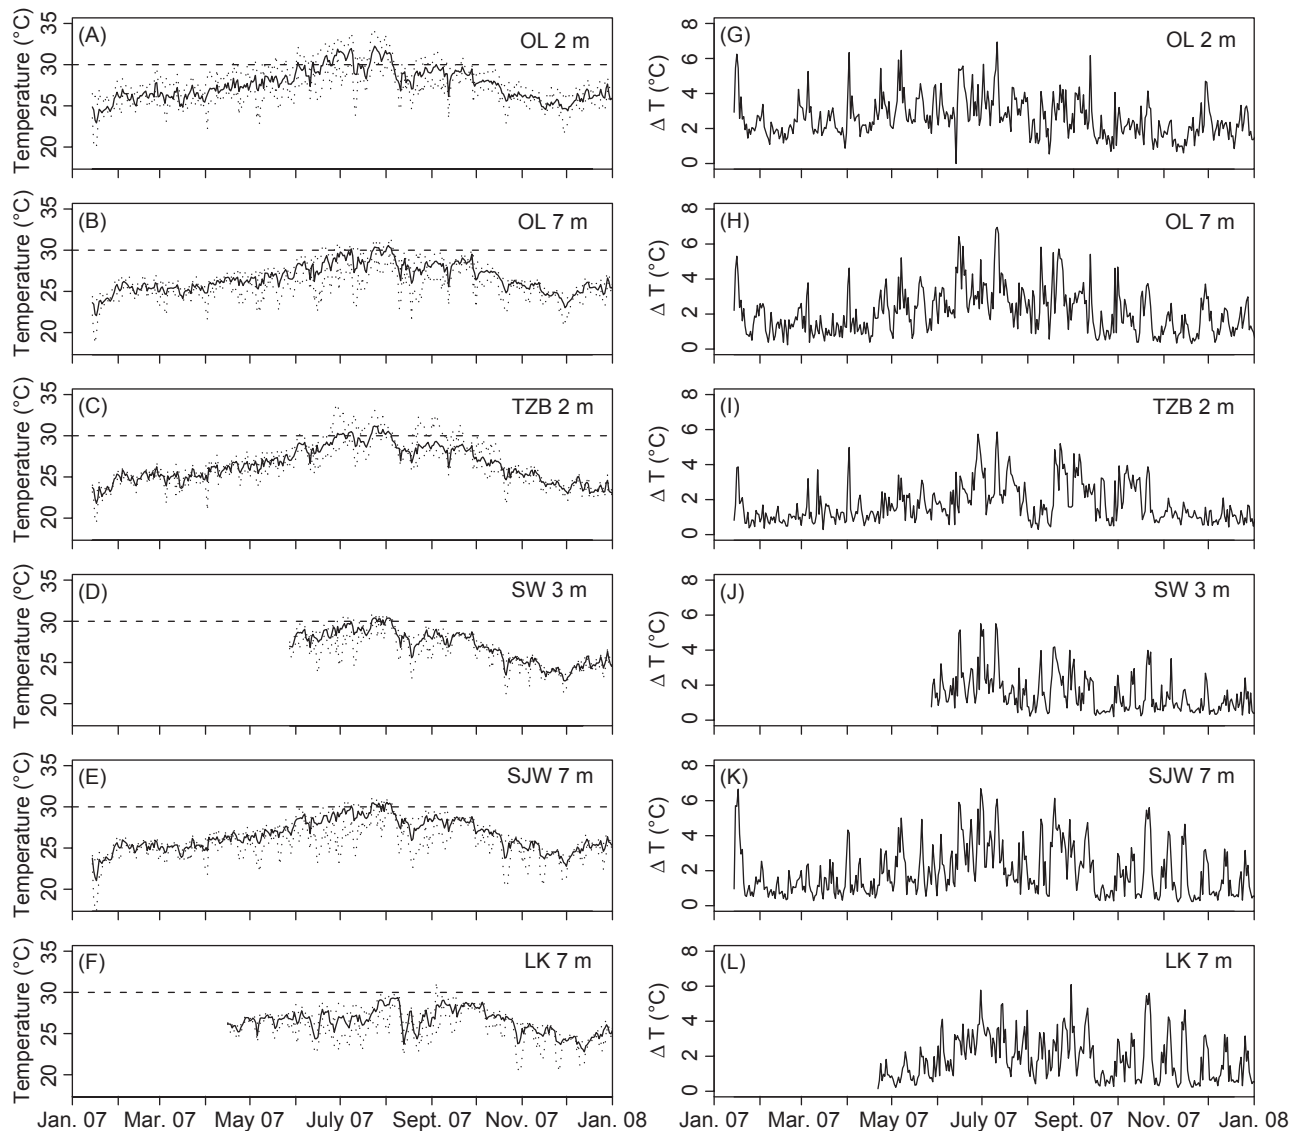 (A) OL 2 m
Temperature (°C)
20 25 30 35
(G) OL 2 m
Δ T (°C)
0 2 4 6 8
(B) OL 7 m
Temperature (°C)
20 25 30 35
(H) OL 7 m
Δ T (°C)
0 2 4 6 8
(C) TZB 2 m
Temperature (°C)
20 25 30 35
(I) TZB 2 m
Δ T (°C)
0 2 4 6 8
(D) SW 3 m
Temperature (ºC)
20 25 30 35
(J) SW 3 m
Δ T (°C)
0 2 4 6 8
(E) SJW 7 m
Temperature (°C)
20 25 30 35
(K) SJW 7 m
Δ T (°C)
0 2 4 6 8
(F) LK 7 m
Temperature (°C)
20 25 30 35
(L) LK 7 m
Δ T (°C)
0 2 4 6 8
Jan. 07 Mar. 07 May 07 July 07 Sept. 07 Nov. 07 Jan. 08
Jan. 07 Mar. 07 May 07 July 07 Sept. 07 Nov. 07 Jan. 08